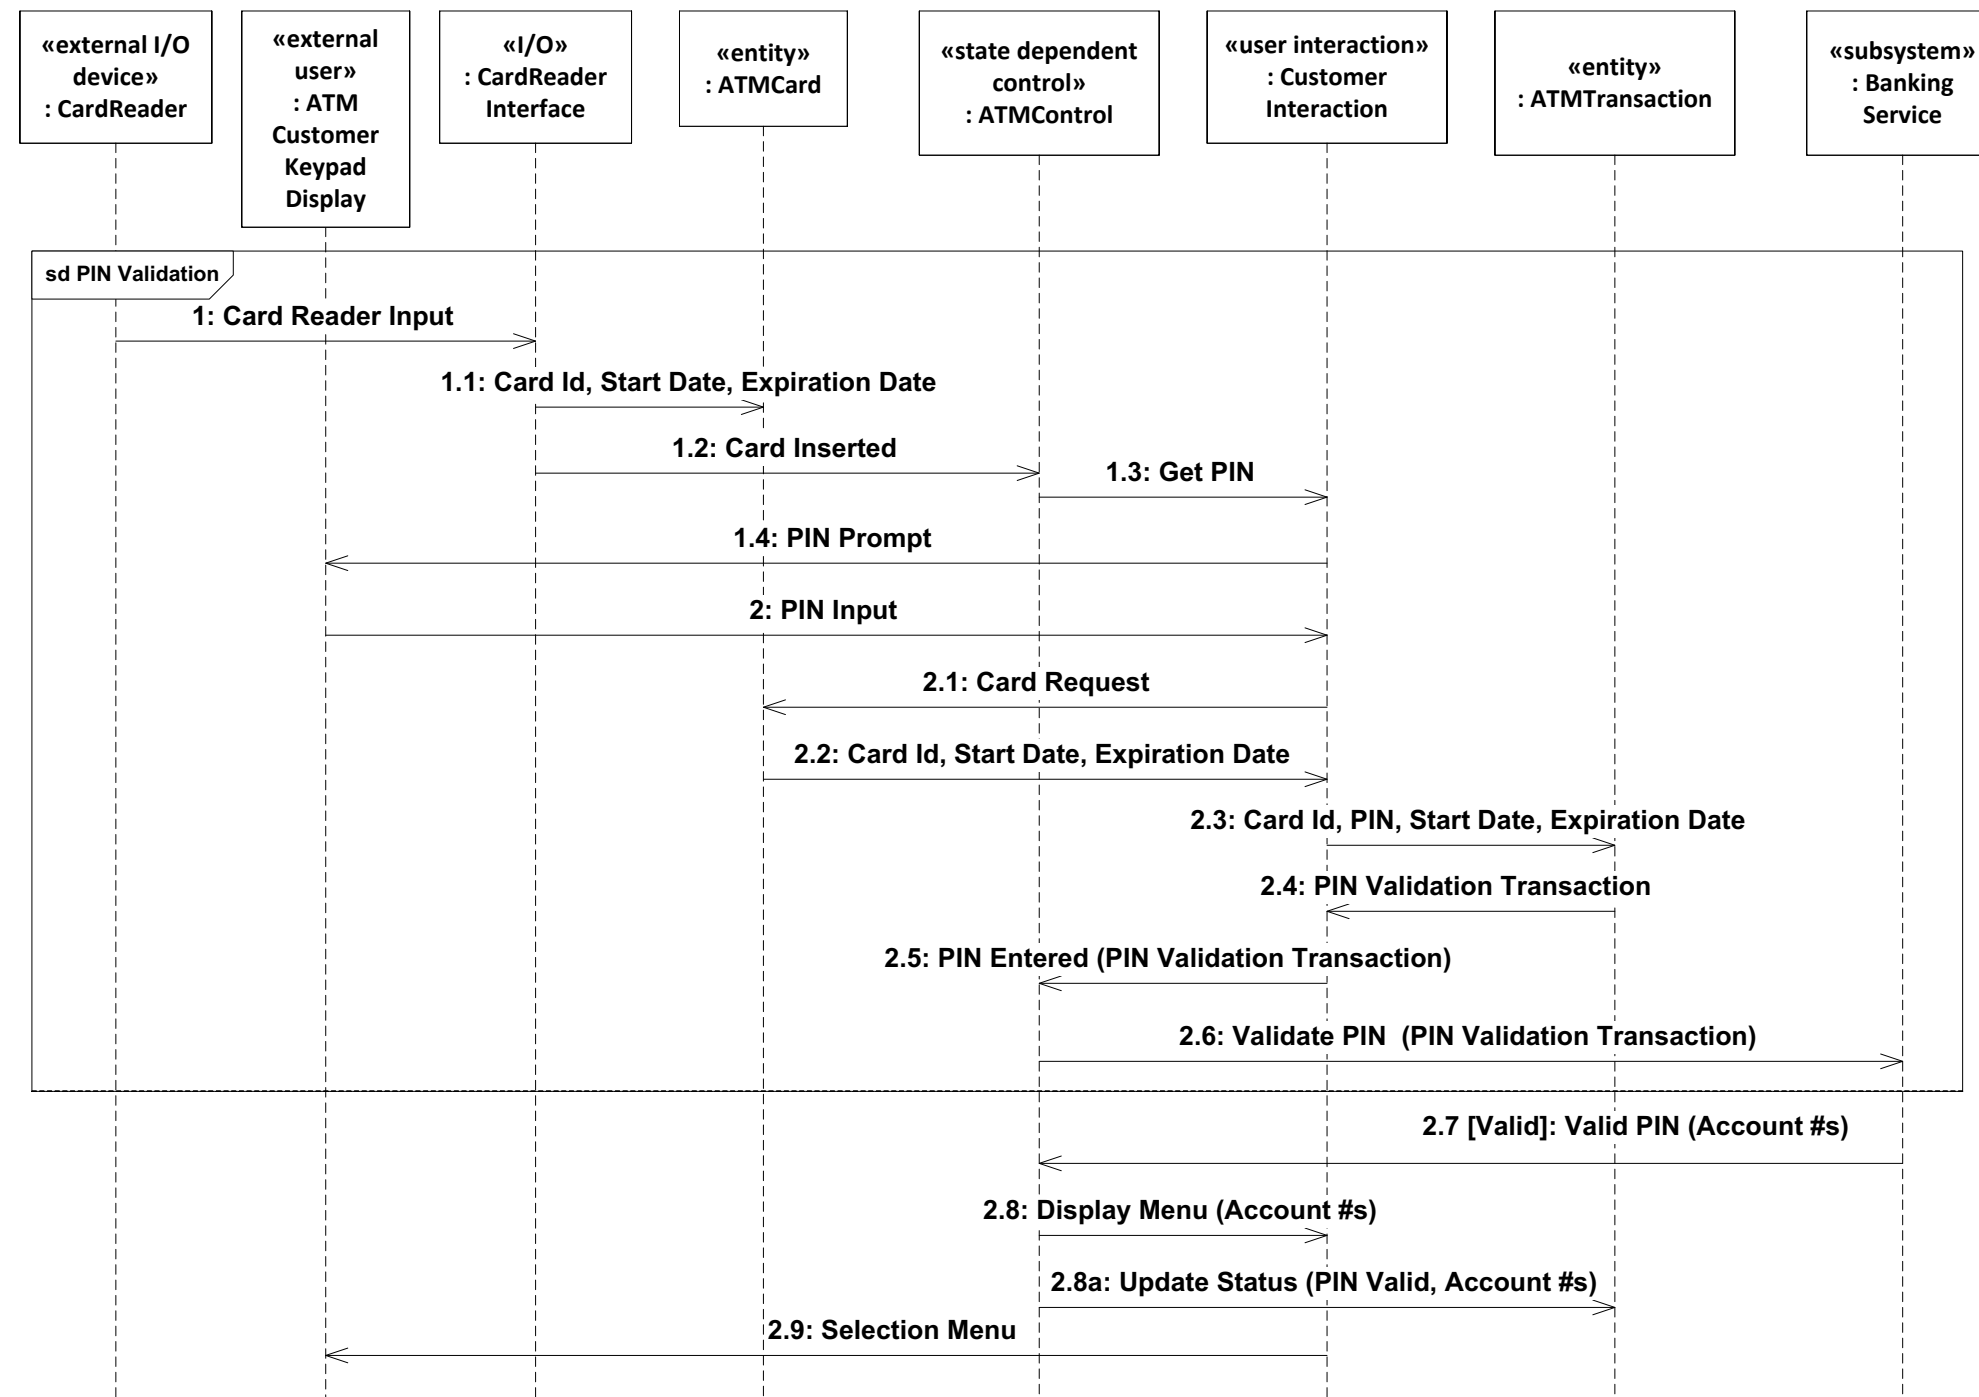 «external I/O
device»
: CardReader
«external
user»
: ATM
Customer
Keypad
Display
«I/O»
: CardReader
Interface
«entity»
: ATMCard
«state dependent
control»
: ATMControl
«user interaction»
: Customer
Interaction
«entity»
: ATMTransaction
«subsystem»
: Banking
Service
sd PIN Validation
1: Card Reader Input
1.1: Card Id, Start Date, Expiration Date
1.2: Card Inserted
1.3: Get PIN
1.4: PIN Prompt
2: PIN Input
2.1: Card Request
2.2: Card Id, Start Date, Expiration Date
2.3: Card Id, PIN, Start Date, Expiration Date
2.4: PIN Validation Transaction
2.5: PIN Entered (PIN Validation Transaction)
2.6: Validate PIN  (PIN Validation Transaction)
2.7 [Valid]: Valid PIN (Account #s)
2.8: Display Menu (Account #s)
2.8a: Update Status (PIN Valid, Account #s)
2.9: Selection Menu